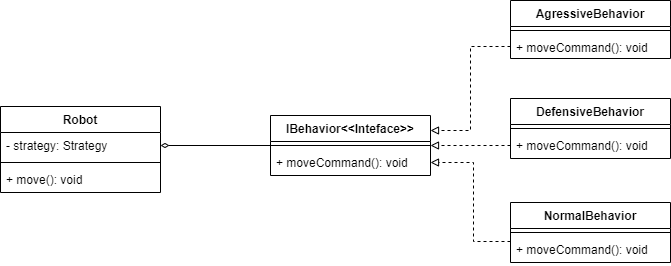 AgressiveBehavior
+ moveCommand(): void
Robot
- strategy: Strategy
+ move(): void
IBehavior<<Inteface>>
+ moveCommand(): void
DefensiveBehavior
+ moveCommand(): void
NormalBehavior
+ moveCommand(): void